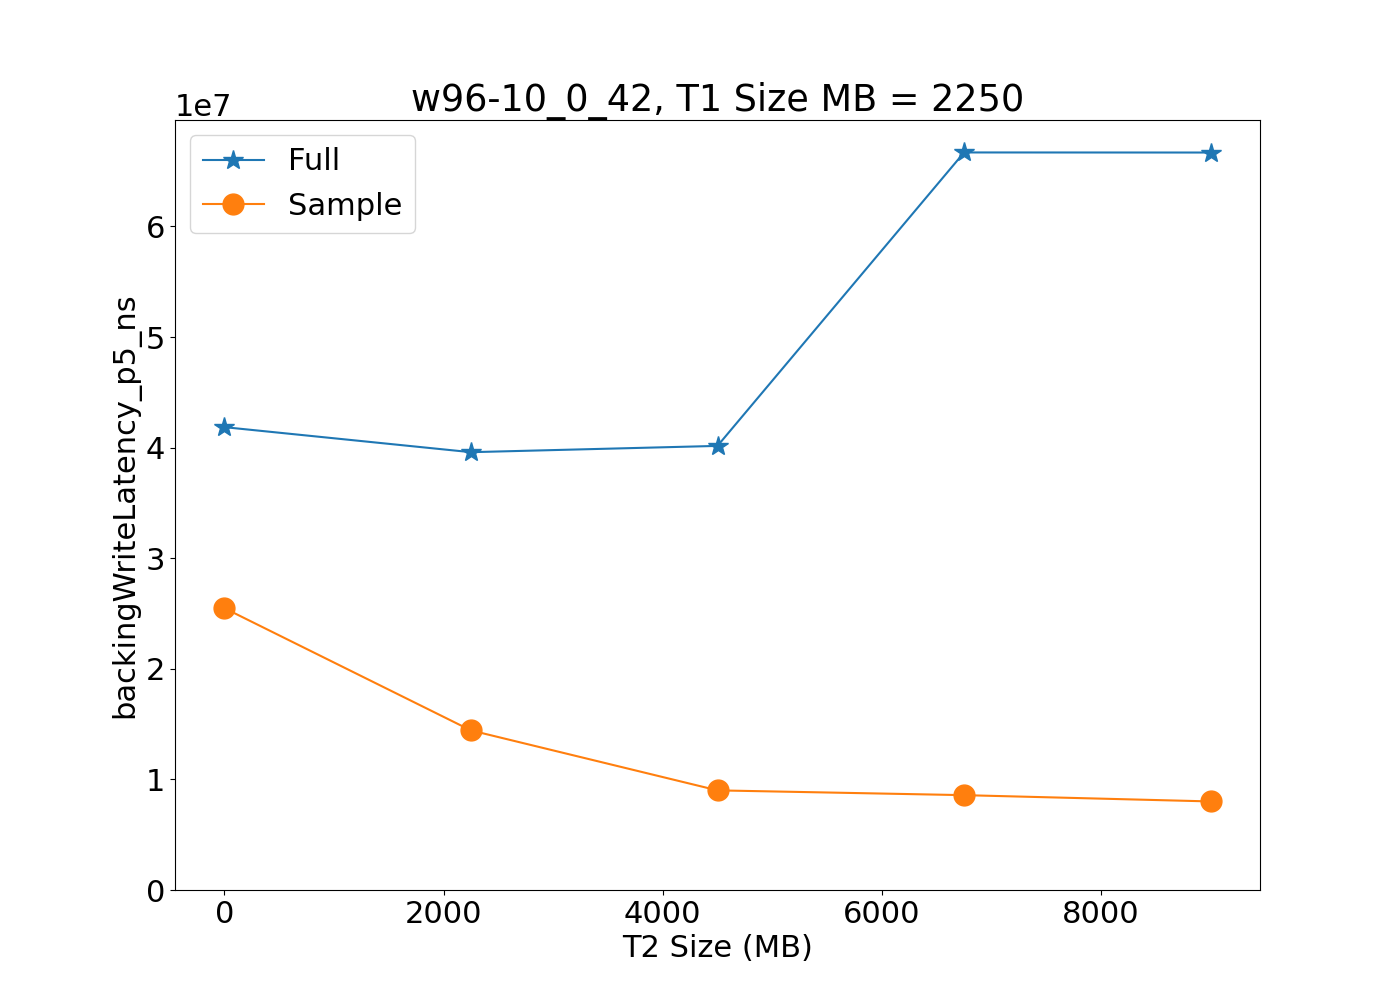 w96-10_0_42, T1 Size MB = 2250
1e7
Full
Sample
6
5
4
3
2
1
0
backingWriteLatency_p5_ns
0 2000 4000 6000 8000
T2 Size (MB)